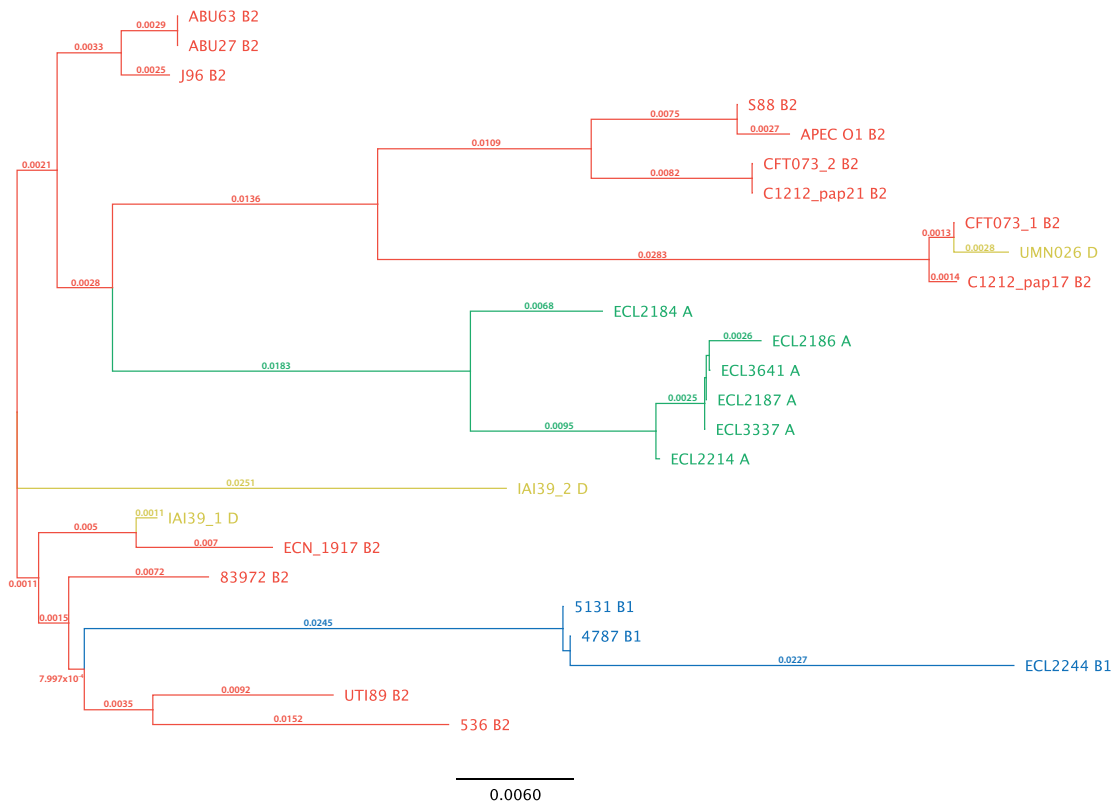 ABU63 B2
0.0029
ABU27 B2
0.0033
0.0025
J96 B2
S88 B2
0.0075
0.0027
APEC O1 B2
0.0109
CFT073_2 B2
0.0021
0.0082
C1212_pap21 B2
0.0136
CFT073_1 B2
0.0013
0.0028
UMN026 D
0.0283
0.0028
0.0014
C1212_pap17 B2
0.0068
ECL2184 A
0.0026
ECL2186 A
0.0183
ECL3641 A
0.0025
ECL2187 A
0.0095
ECL3337 A
ECL2214 A
0.0251
IAI39_2 D
0.0011
IAI39_1 D
0.005
0.007
ECN_1917 B2
0.0011
0.0072
83972 B2
5131 B1
0.0015
0.0245
4787 B1
0.0227
ECL2244 B1
0.0092
UTI89 B2
0.0035
0.0152
536 B2
0.0060